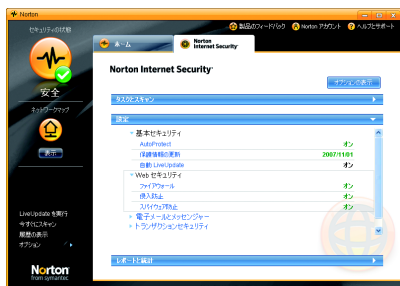 Norton
セキュリティの状態
製品のフィードバック Norton アカウント ヘルプとサポート
ホーム
Norton
Internet Security
安全
ネットワークマップ
表示
LiveUpdate を実行
今すぐにスキャン
履歴の表示
オプション
Norton
from symantec
Norton Internet Security
オプションの表示
タスクとスキャン
設定
基本セキュリティ
AutoProtect オン
保護情報の更新 2007/11/01
自動 LiveUpdate オン
Web セキュリティ
ファイアウォール オン
侵入防止 オン
スパイウェア防止 オン
電子メールとメッセンジャー
トランザクションセキュリティ
レポートと統計